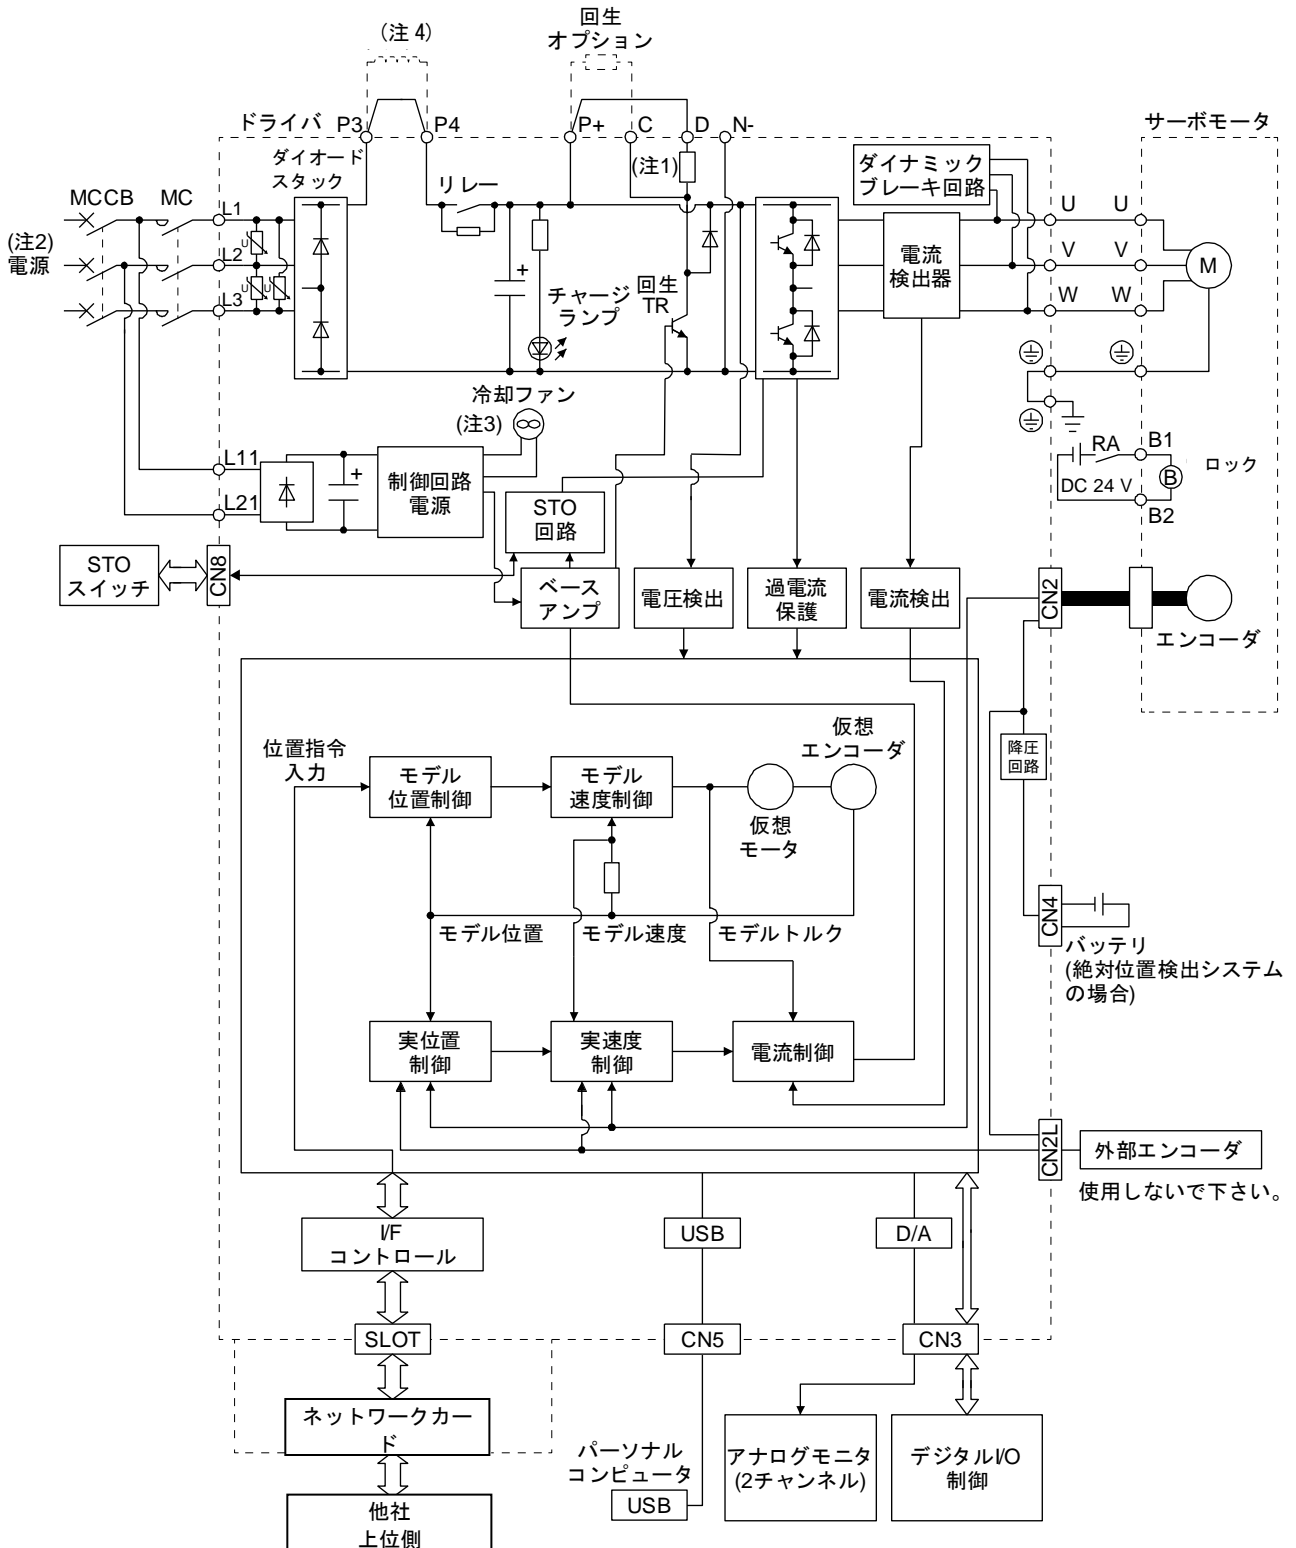 (注 4)
回生
オプション
ドライバ
P3
P4
P+
C
D
N-
サーボモータ
ダイオード
スタック
リレー
(注1)
ダイナミック
ブレーキ回路
MCCB
MC
L1
U
U
(注2)
電源
L2
U
電流
検出器
V
V
M
U
U
L3
+
チャージ
ランプ
回生
TR
W
W
冷却ファン
(注3)
RA
B1
L11
+
制御回路
電源
ロック
B
DC 24 V
L21
STO
回路
B2
STO
スイッチ
CN8
ベース
アンプ
電圧検出
過電流
保護
電流検出
CN2
エンコーダ
位置指令
入力
仮想
エンコーダ
降圧
回路
モデル
位置制御
モデル
速度制御
仮想
モータ
CN4
モデル位置
モデル速度
モデルトルク
バッテリ
(絶対位置検出システム
の場合)
実位置
制御
実速度
制御
電流制御
CN2L
外部エンコーダ
使用しないで下さい。
I/F
コントロール
USB
D/A
SLOT
CN5
CN3
ネットワークカー
ド
パーソナル
コンピュータ
アナログモニタ
(2チャンネル)
デジタルI/O
制御
USB
他社
上位側